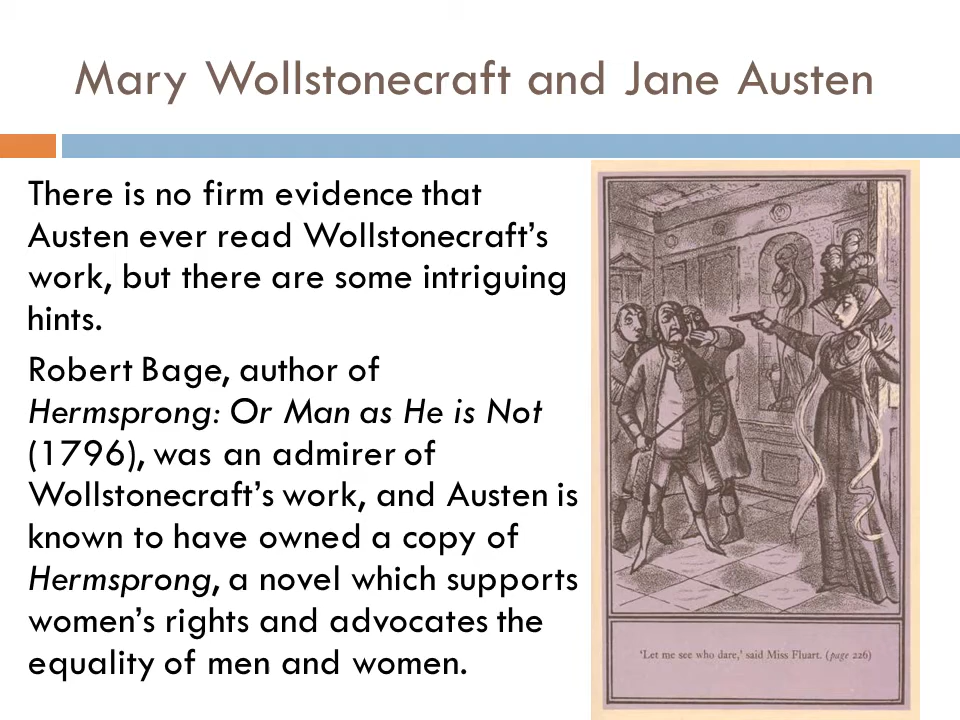 Mary Wollstonecraft and Jane Austen
There is no firm evidence that
Austen ever read Wollstonecraft’s
work, but there are some intriguing
hints.
Robert Bage, author of
Hermsprong: Or Man as He is Not
(1796), was an admirer of
Wollstonecraft’s work, and Austen is
known to have owned a copy of
Hermsprong, a novel which supports
women’s rights and advocates the
equality of men and women.
‘Let me see who dare,’ said Miss Fluart. (page 226)